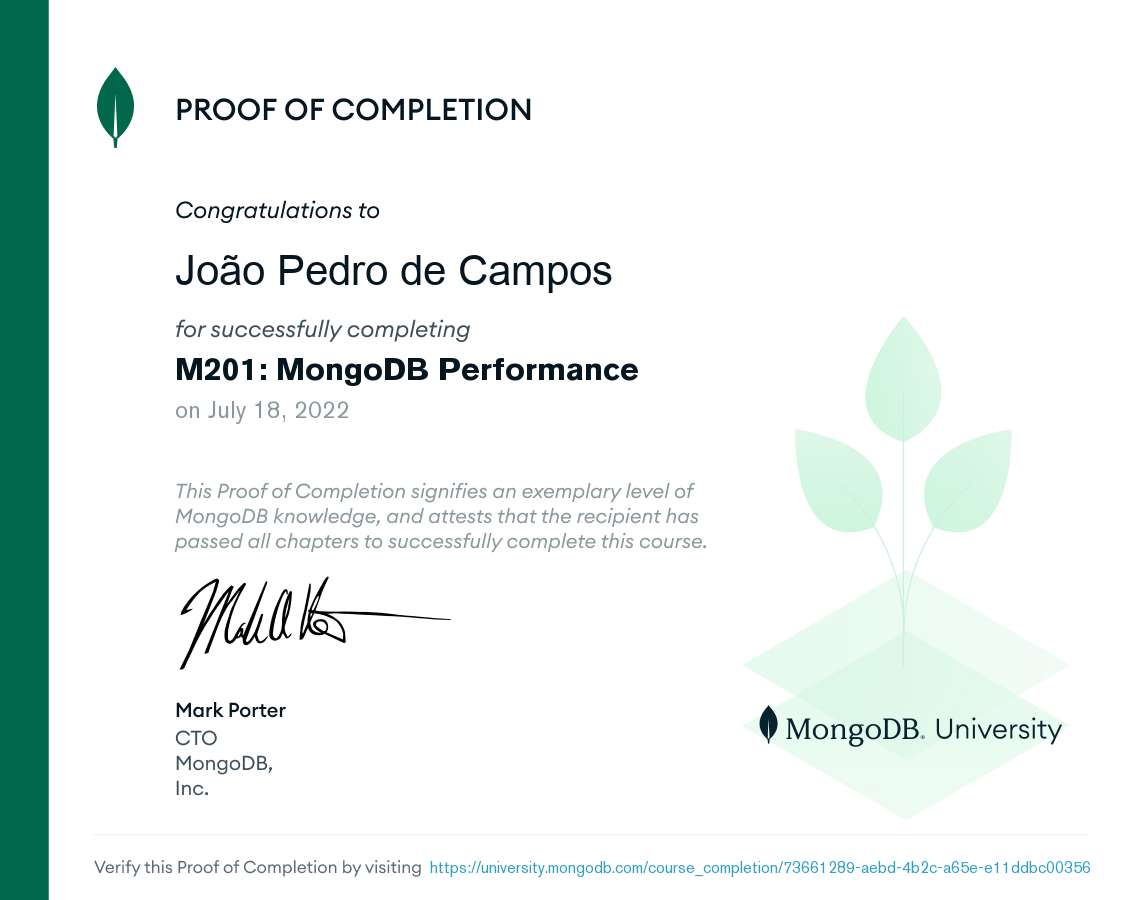 PROOF OF COMPLETION
Congratulations to
João Pedro de Campos
for successfully completing
M201: MongoDB Performance
on July 18, 2022
This Proof of Completion signifies an exemplary level of
MongoDB knowledge, and attests that the recipient has
passed all chapters to successfully complete this course.
Mark Porter
CTO
MongoDB,
Inc.
MongoDB. University
Verify this Proof of Completion by visiting https://university.mongodb.com/course_completion/73661289-aebd-4b2c-a65e-e11ddbc00356